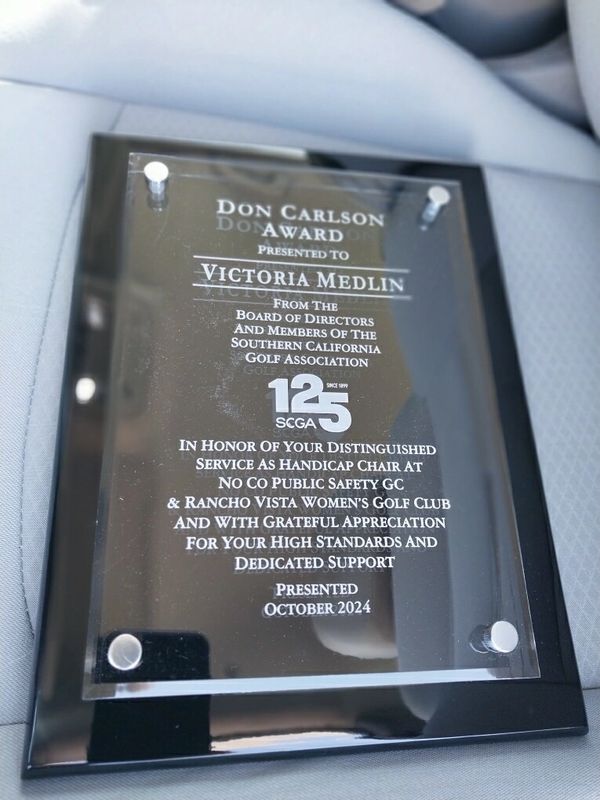 DON CARLSON
AWARD
PRESENTED TO
VICTORIA MEDLIN
FROM THE
BOARD OF DIRECTORS
AND MEMBERS OF THE
SOUTHERN CALIFORNIA
GOLF ASSOCIATION
125 SINCE 1899
SCGA
IN HONOR OF YOUR DISTINGUISHED
SERVICE AS HANDICAP CHAIR AT
NO CO PUBLIC SAFETY GC
& RANCHO VISTA WOMEN'S GOLF CLUB
AND WITH GRATEFUL APPRECIATION
FOR YOUR HIGH STANDARDS AND
DEDICATED SUPPORT
PRESENTED
OCTOBER 2024